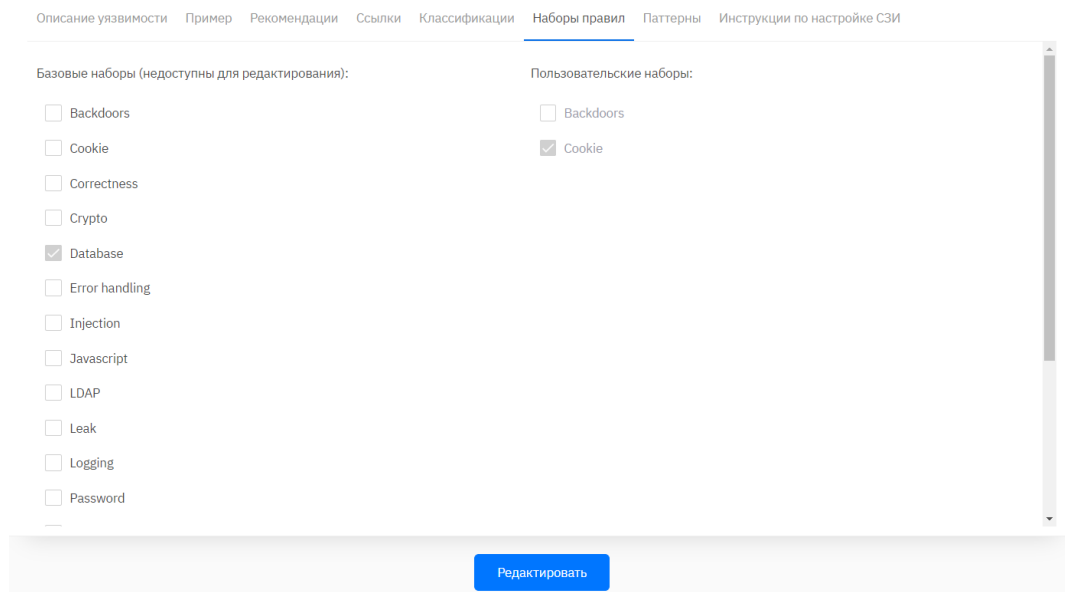 Описание уязвимости Пример Рекомендации Ссылки Классификации Наборы правил Паттерны Инструкции по настройке СЗИ
Базовые наборы (недоступны для редактирования):
Backdoors
Cookie
Correctness
Crypto
Database
Error handling
Injection
Javascript
LDAP
Leak
Logging
Password
Пользовательские наборы:
Backdoors
Cookie
Редактировать